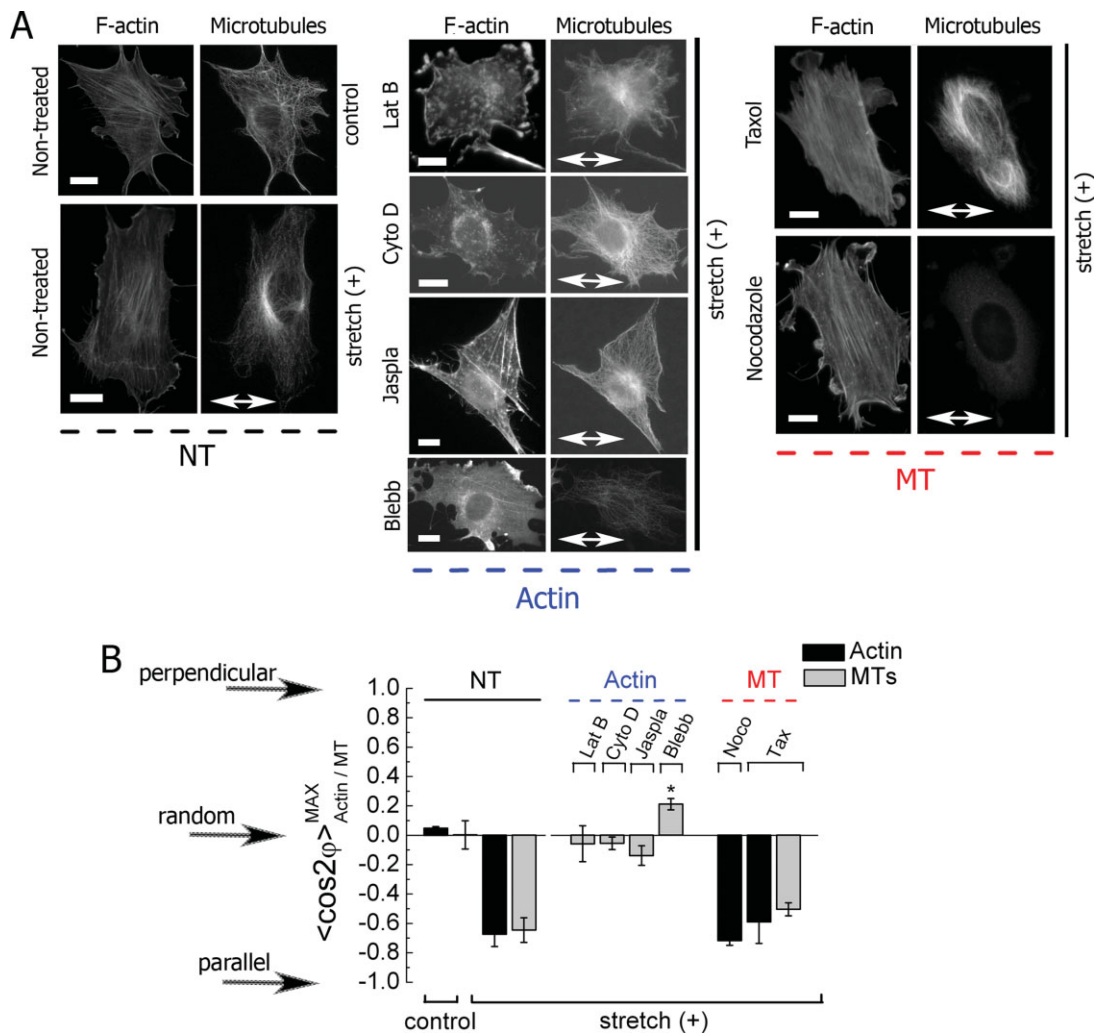 A
F-actin
Microtubules
Non-treated
control
Non-treated
stretch (+)
NT
F-actin
Microtubules
Lat B
Cyto D
Jaspla
Blebb
stretch (+)
Actin
F-actin
Microtubules
Taxol
Nocodazole
stretch (+)
MT
B
perpendicular
random
parallel
<cos2φ>MAX Actin / MT
1.0
0.8
0.6
0.4
0.2
0.0
-0.2
-0.4
-0.6
-0.8
-1.0
NT
Actin
MT
Actin
MTs
Lat B
Cyto D
Jaspla
Blebb
*
Noco
Tax
control
stretch (+)